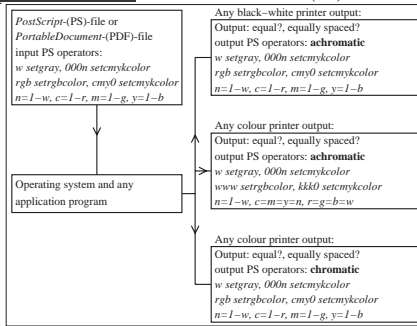 PostScript-(PS)-file or
PortableDocument-(PDF)-file
input PS operators:
w setgray, 000n setcmykcolor
rgb setrgbcolor, cmy0 setcmykcolor
n=1–w, c=1–r, m=1–g, y=1–b
Operating system and any
application program
Any black–white printer output:
Output: equal?, equally spaced?
output PS operators: achromatic
w setgray, 000n setcmykcolor
rgb setrgbcolor, cmy0 setcmykcolor
n=1–w, c=1–r, m=1–g, y=1–b
Any colour printer output:
Output: equal?, equally spaced?
output PS operators: achromatic
w setgray, 000n setcmykcolor
www setrgbcolor, kkk0 setcmykcolor
n=1–w, c=m=y=n, r=g=b=w
Any colour printer output:
Output: equal?, equally spaced?
output PS operators: chromatic
w setgray, 000n setcmykcolor
rgb setrgbcolor, cmy0 setcmykcolor
n=1–w, c=1–r, m=1–g, y=1–b